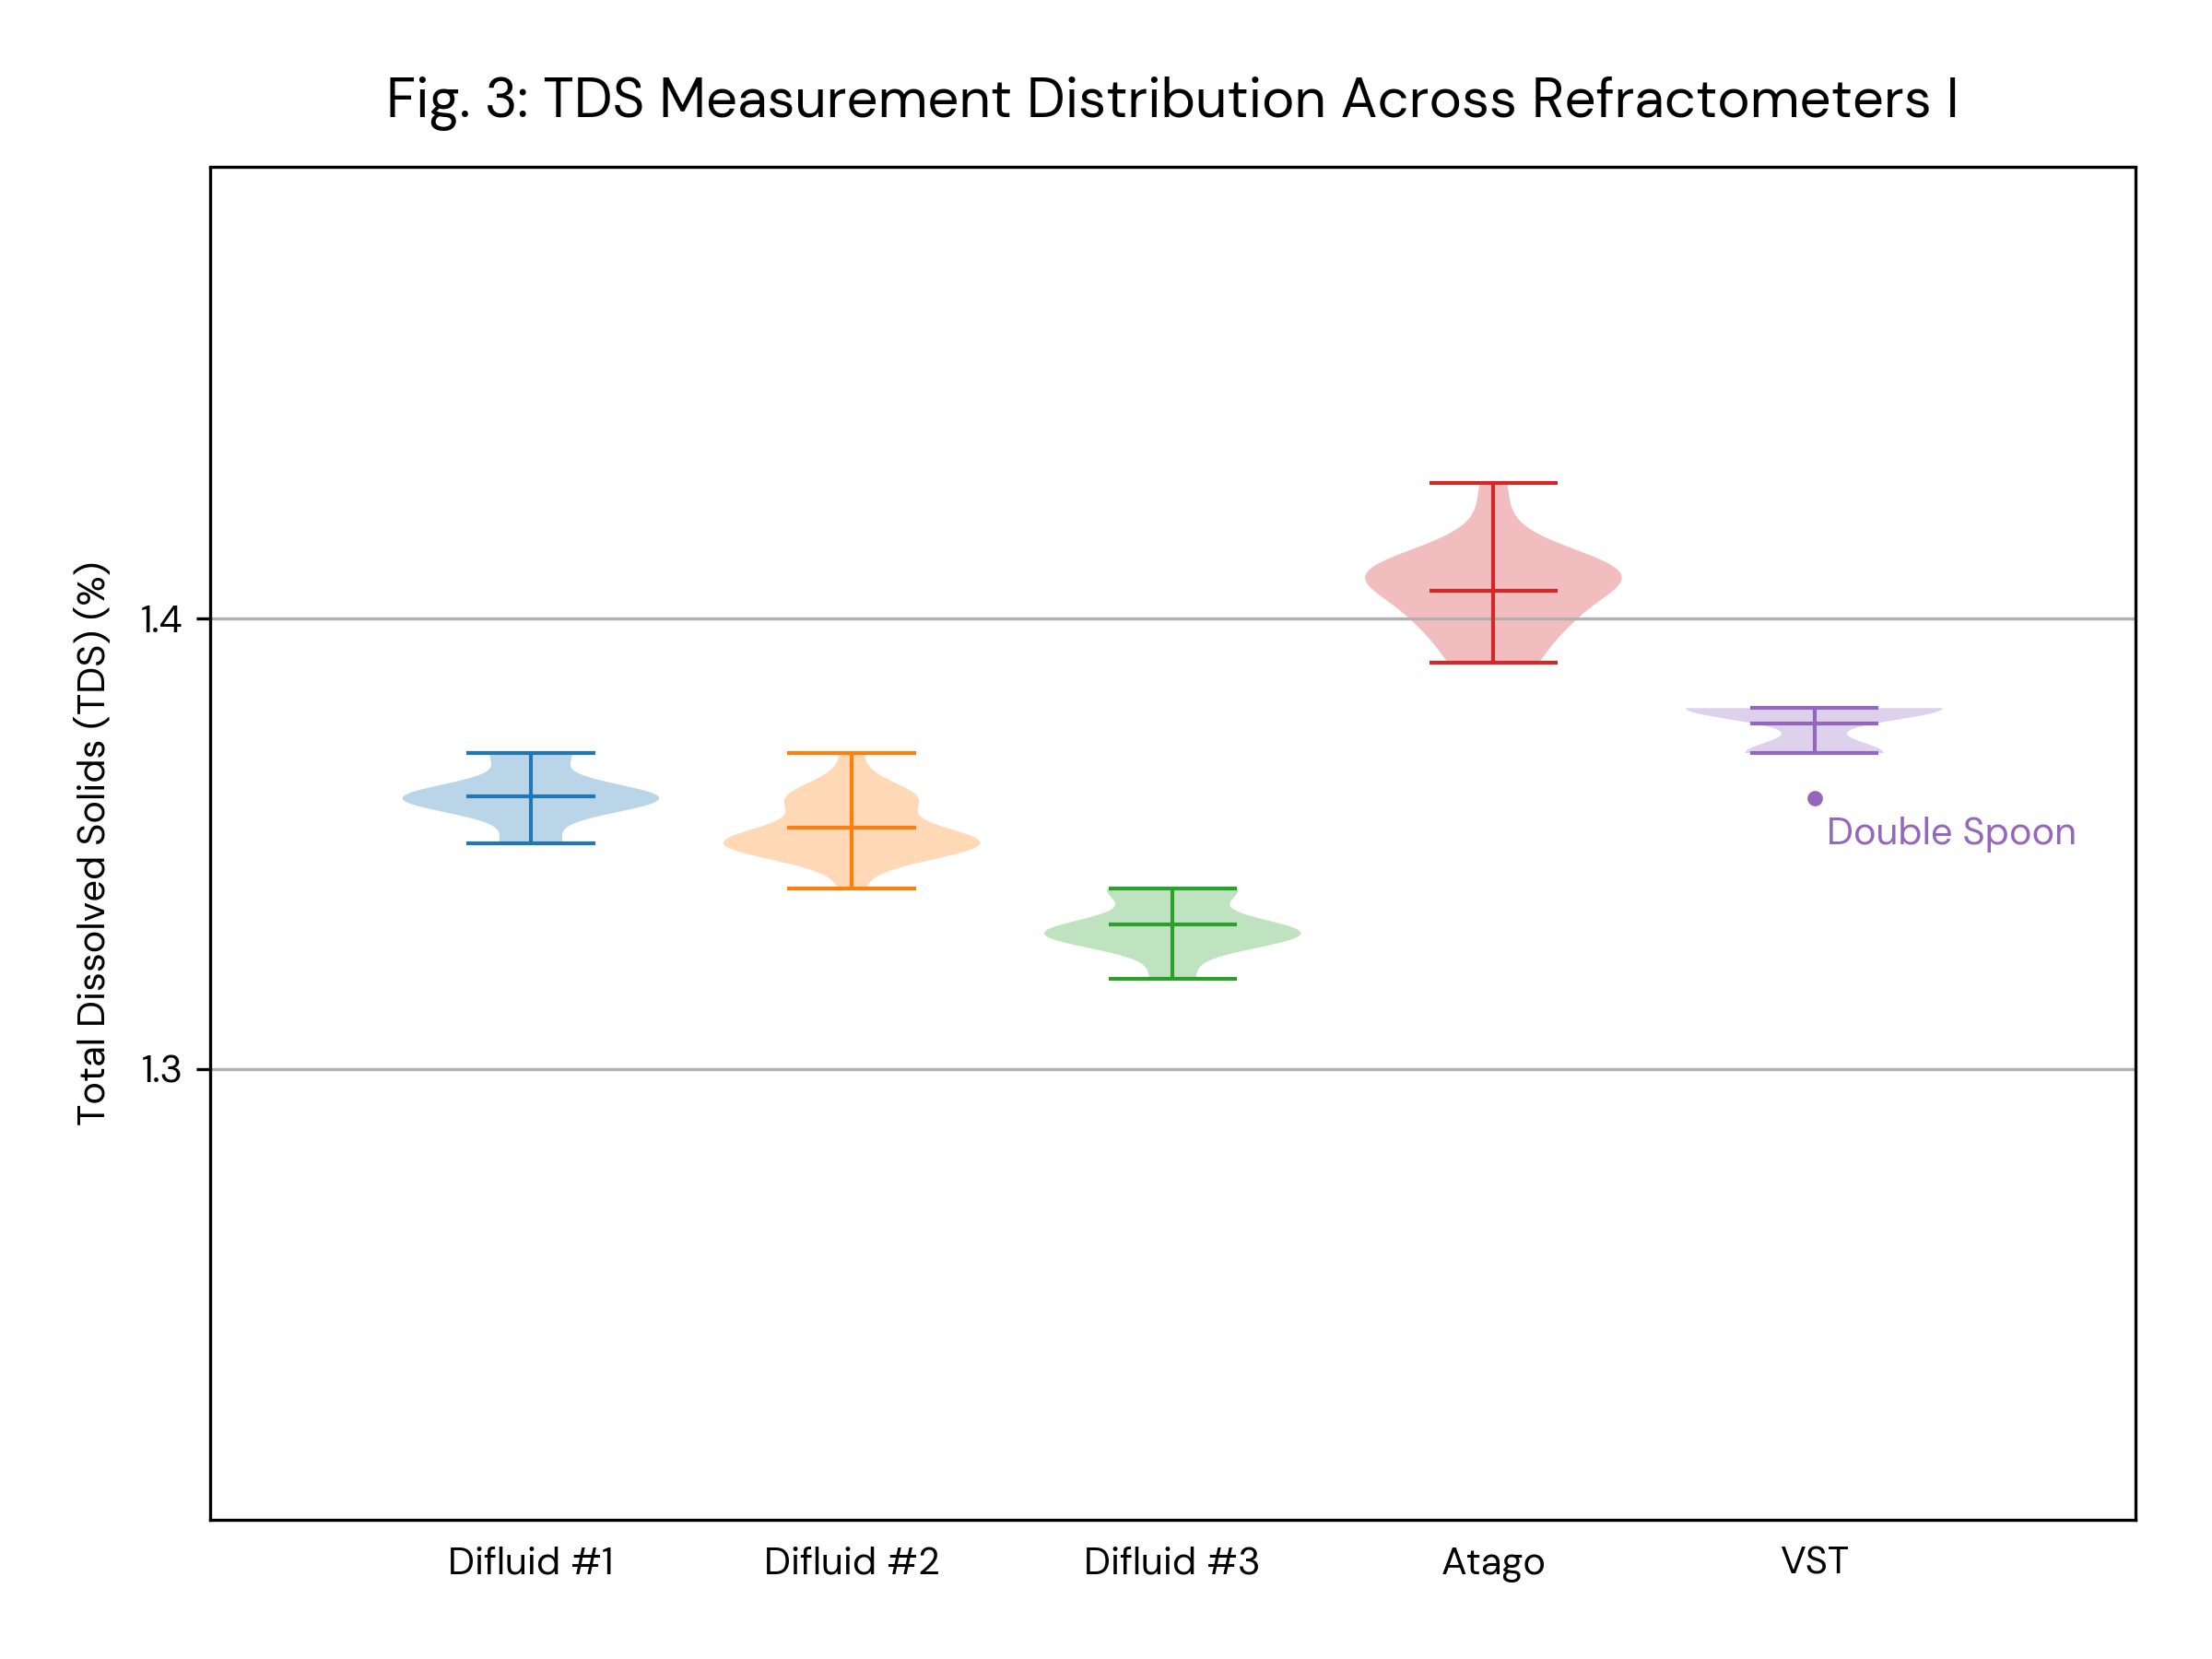 Fig. 3: TDS Measurement Distribution Across Refractometers I
Total Dissolved Solids (TDS) (%)
1.4
1.3
Double Spoon
Difluid #1
Difluid #2
Difluid #3
Atago
VST